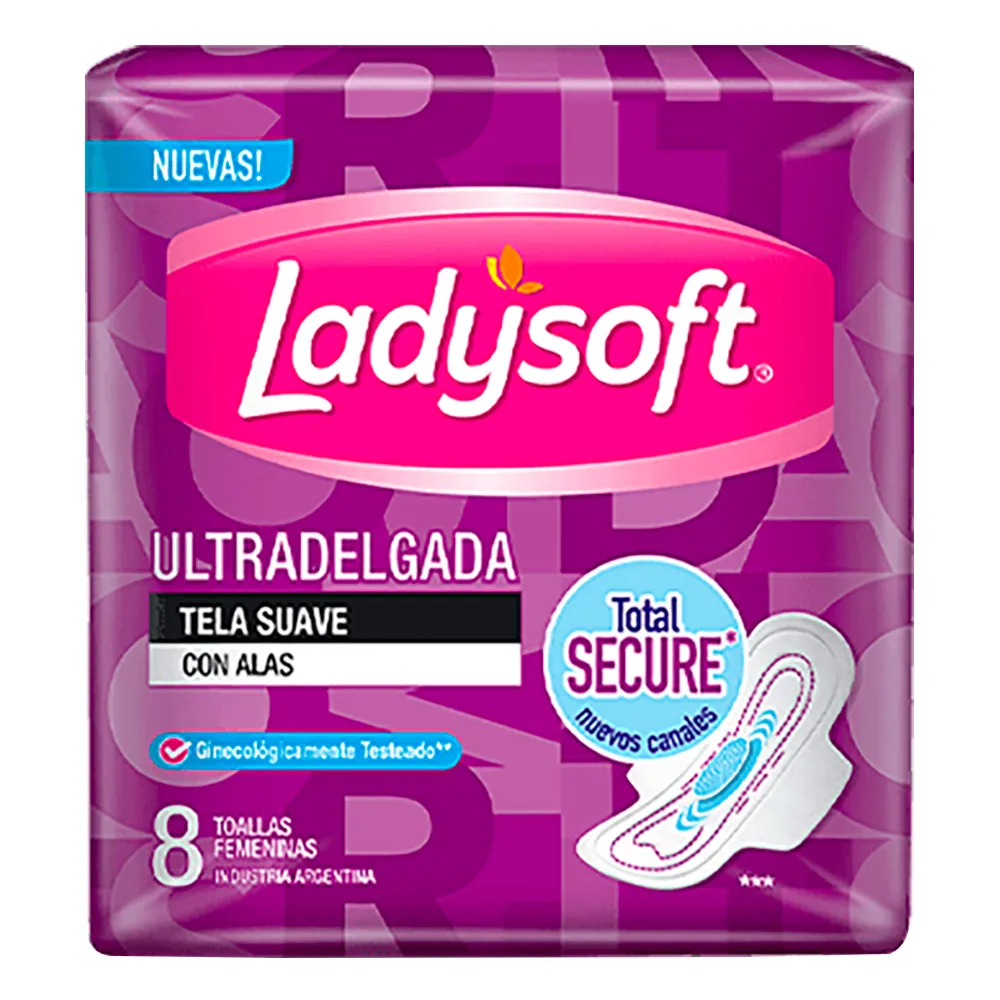 NUEVAS!
Ladysoft®
ULTRADELGADA
TELA SUAVE
CON ALAS
Total
SECURE*
nuevos canales
Ginecológicamente Testeado**
8 TOALLAS
FEMENINAS
INDUSTRIA ARGENTINA
***